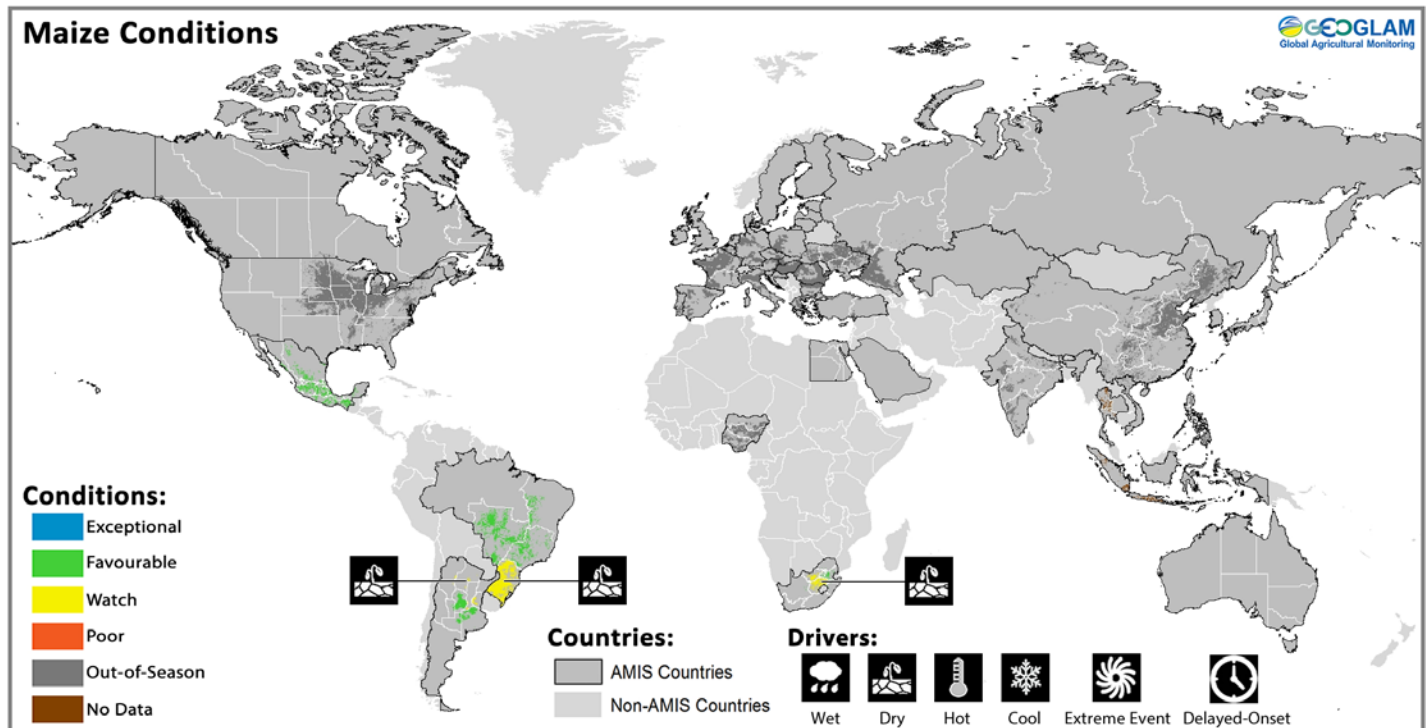 Maize Conditions
GEOGLAM
Global Agricultural Monitoring
Conditions:
Exceptional
Favourable
Watch
Poor
Out-of-Season
No Data
Countries:
AMIS Countries
Non-AMIS Countries
Drivers:
Wet
Dry
Hot
Cool
Extreme Event
Delayed-Onset